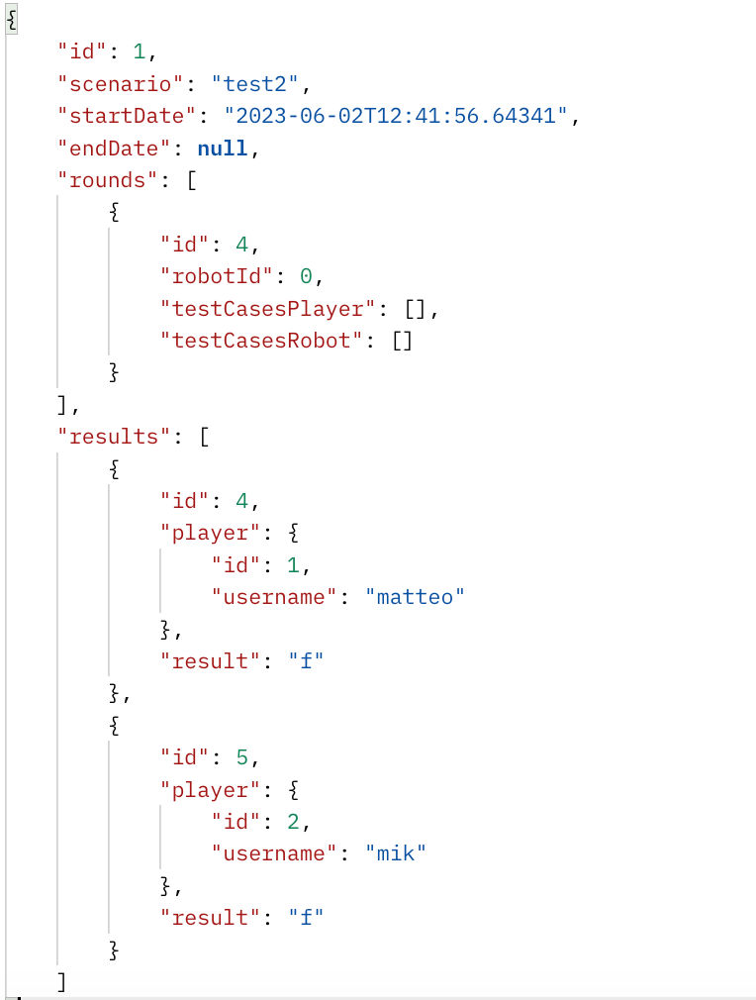 {
    "id": 1,
    "scenario": "test2",
    "startDate": "2023-06-02T12:41:56.64341",
    "endDate": null,
    "rounds": [
        {
            "id": 4,
            "robotId": 0,
            "testCasesPlayer": [],
            "testCasesRobot": []
        }
    ],
    "results": [
        {
            "id": 4,
            "player": {
                "id": 1,
                "username": "matteo"
            },
            "result": "f"
        },
        {
            "id": 5,
            "player": {
                "id": 2,
                "username": "mik"
            },
            "result": "f"
        }
    ]